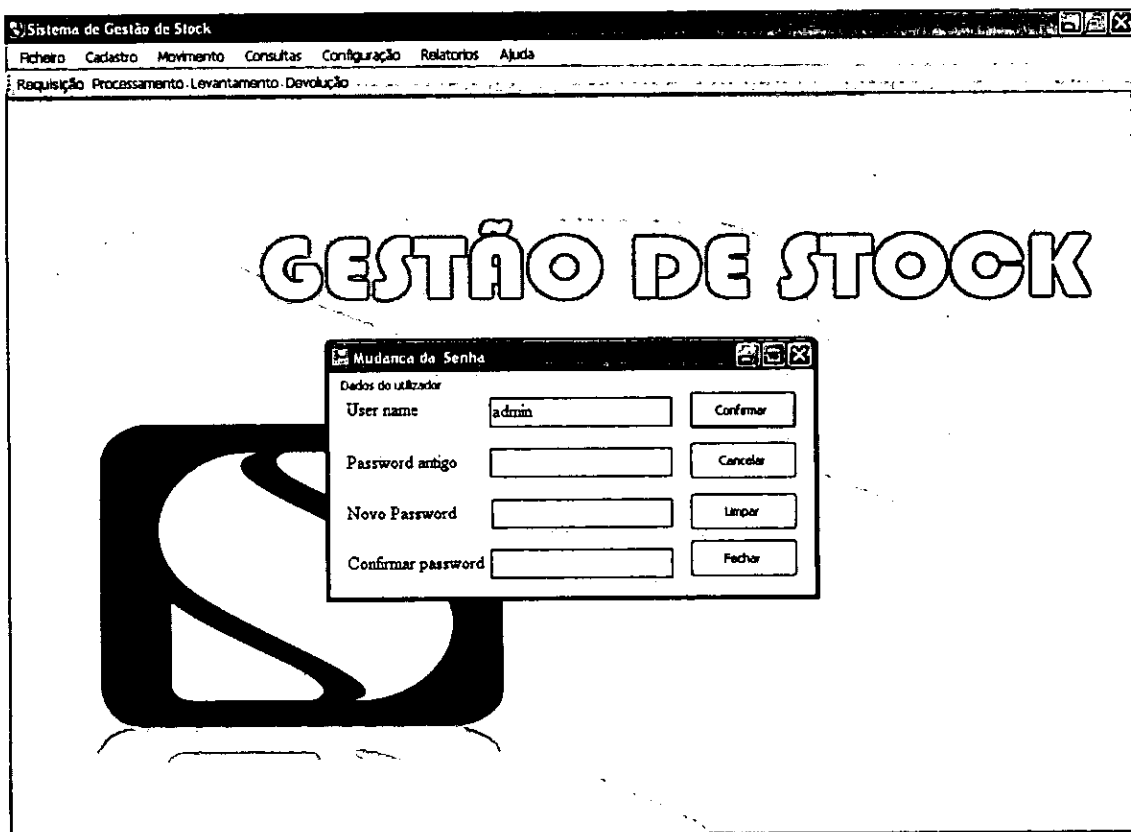 Sistema de Gestão de Stock
Ficheiro Cadastro Movimento Consultas Configuração Relatorios Ajuda
Requisição Processamento Levantamento Devolução
GESTÃO DE STOCK
Mudanca da Senha
Dados do utilizador
User name admin Confirmar
Password antigo Cancelar
Novo Password Limpar
Confirmar password Fechar